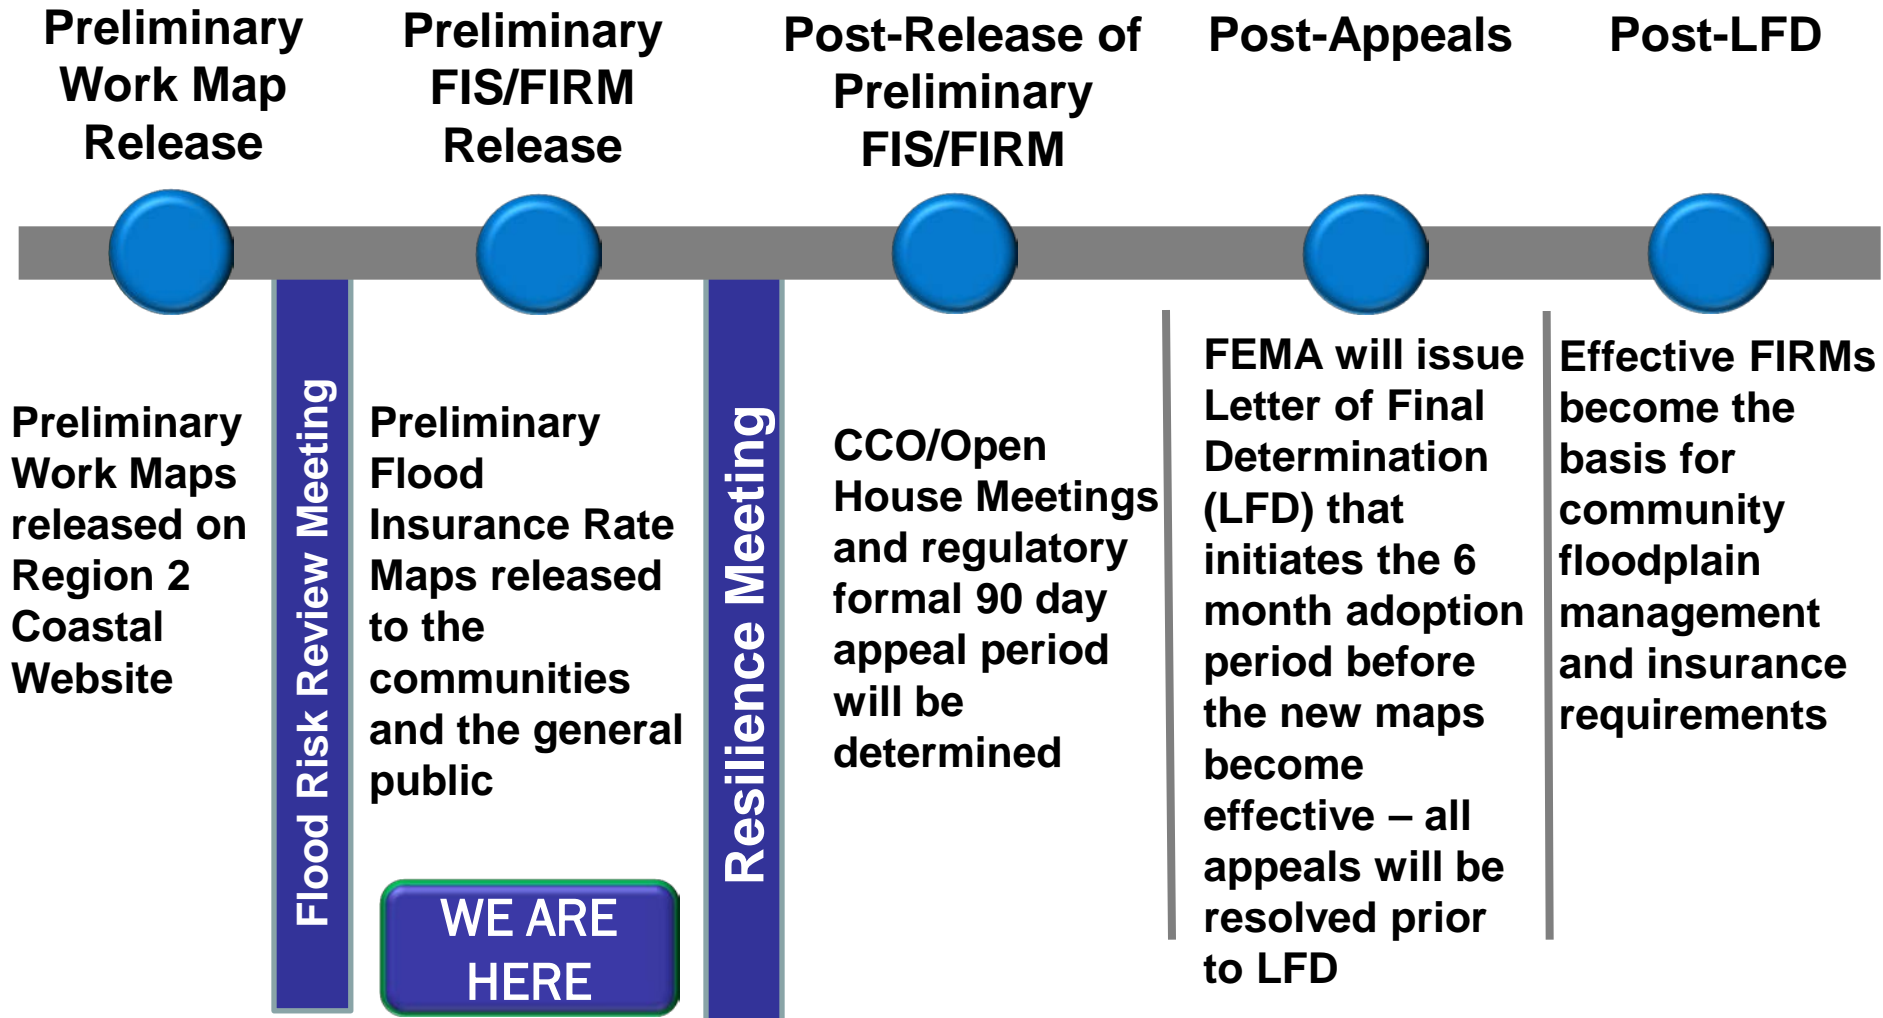 Preliminary
Work Map
Release
Preliminary
FIS/FIRM
Release
Post-Release of
Preliminary
FIS/FIRM
Post-Appeals
Post-LFD
Preliminary
Work Maps
released on
Region 2
Coastal
Website
Flood Risk Review Meeting
Preliminary
Flood
Insurance Rate
Maps released
to the
communities
and the general
public
WE ARE
HERE
Resilience Meeting
CCO/Open
House Meetings
and regulatory
formal 90 day
appeal period
will be
determined
FEMA will issue
Letter of Final
Determination
(LFD) that
initiates the 6
month adoption
period before
the new maps
become
effective – all
appeals will be
resolved prior
to LFD
Effective FIRMs
become the
basis for
community
floodplain
management
and insurance
requirements